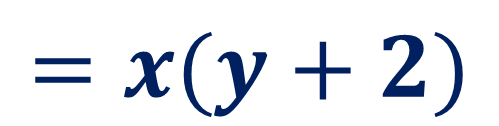 = x(y + 2)